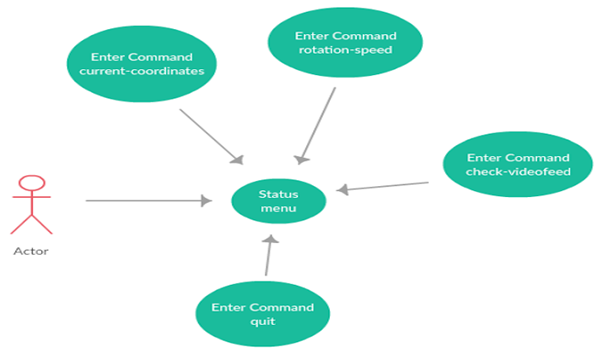 Enter Command
current-coordinates
Enter Command
rotation-speed
Enter Command
check-videofeed
Status
menu
Actor
Enter Command
quit